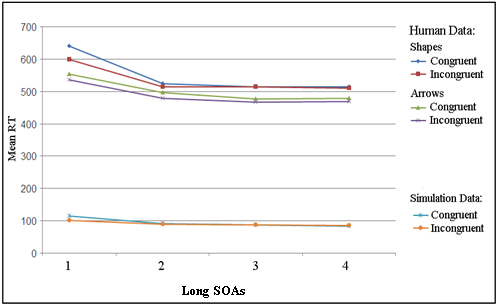 700
600
500
400
300
200
100
0
Mean RT
1 2 3 4
Long SOAs
Human Data:
Shapes
Congruent
Incongruent
Arrows
Congruent
Incongruent
Simulation Data:
Congruent
Incongruent